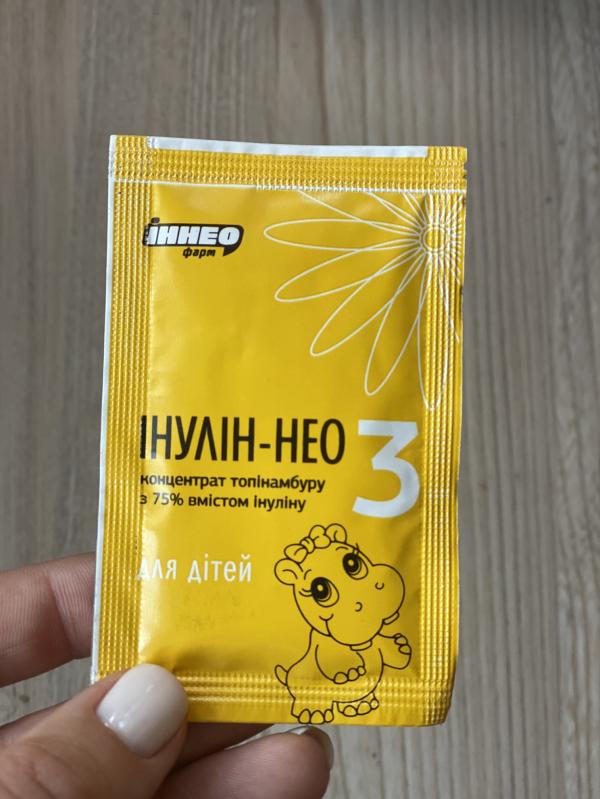 ІННЕО
фарм
ІНУЛІН-НЕО 3
концентрат топінамбуру
з 75% вмістом інуліну
для дітей